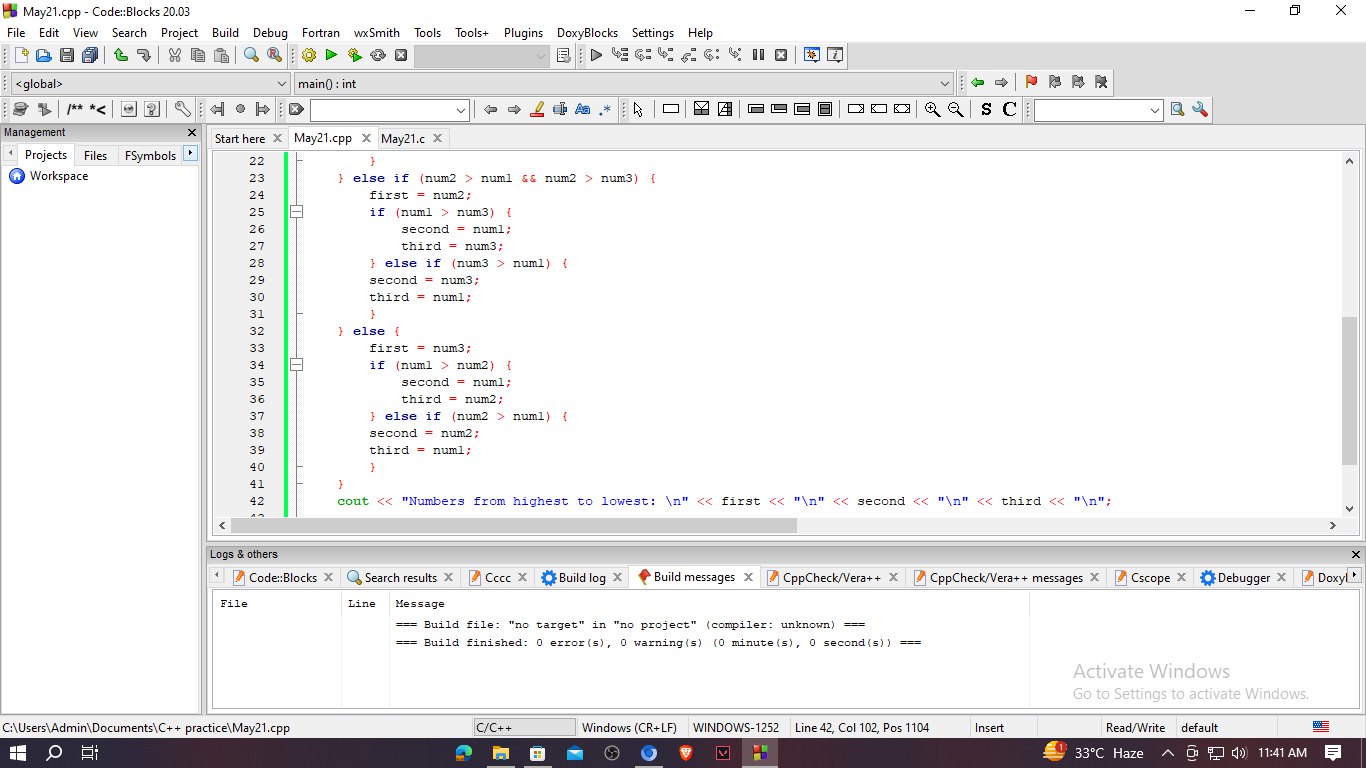 May21.cpp - Code::Blocks 20.03
File Edit View Search Project Build Debug Fortran wxSmith Tools Tools+ Plugins DoxyBlocks Settings Help
<global> main() : int
/** *< Aa .* S C
Management
Start here May21.cpp May21.c
Projects Files FSymbols
Workspace
22 }
23 } else if (num2 > num1 && num2 > num3) {
24 first = num2;
25 if (num1 > num3) {
26 second = num1;
27 third = num3;
28 } else if (num3 > num1) {
29 second = num3;
30 third = num1;
31 }
32 } else {
33 first = num3;
34 if (num1 > num2) {
35 second = num1;
36 third = num2;
37 } else if (num2 > num1) {
38 second = num2;
39 third = num1;
40 }
41 }
42 cout << "Numbers from highest to lowest: \n" << first << "\n" << second << "\n" << third << "\n";
Logs & others
Code::Blocks Search results Cccc Build log Build messages CppCheck/Vera++ CppCheck/Vera++ messages Cscope Debugger Doxyl
File Line Message
=== Build file: "no target" in "no project" (compiler: unknown) ===
=== Build finished: 0 error(s), 0 warning(s) (0 minute(s), 0 second(s)) ===
Activate Windows
Go to Settings to activate Windows.
C:\Users\Admin\Documents\C++ practice\May21.cpp C/C++ Windows (CR+LF) WINDOWS-1252 Line 42, Col 102, Pos 1104 Insert Read/Write default
1 33°C Haze 11:41 AM